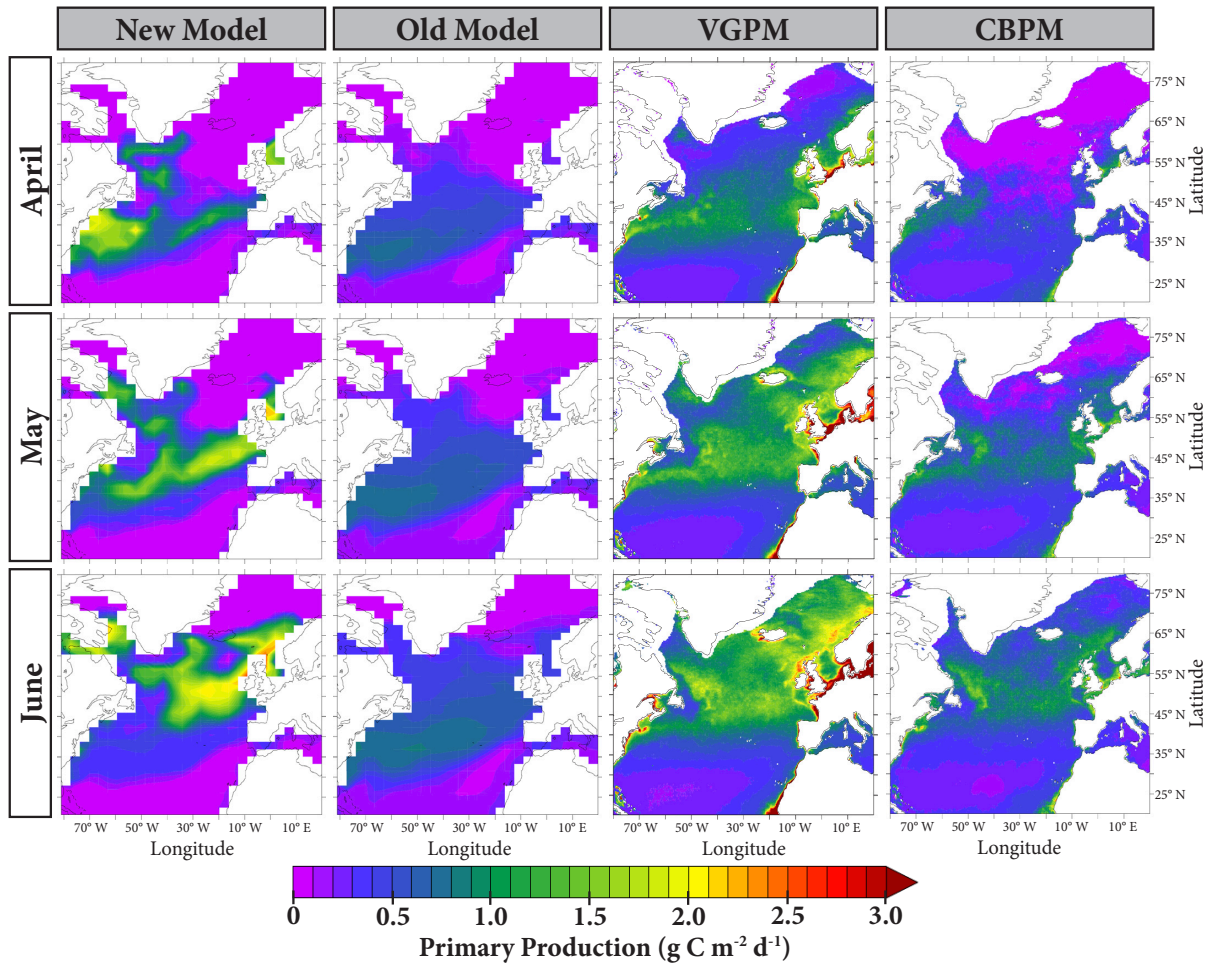 New Model Old Model VGPM CBPM
April
75° N
65° N
55° N
45° N
35° N
25° N
Latitude
May
75° N
65° N
55° N
45° N
35° N
25° N
Latitude
June
75° N
65° N
55° N
45° N
35° N
25° N
Latitude
70° W 50° W 30° W 10° W 10° E 70° W 50° W 30° W 10° W 10° E 70° W 50° W 30° W 10° W 10° E 70° W 50° W 30° W 10° W 10° E
Longitude Longitude Longitude Longitude
0 0.5 1.0 1.5 2.0 2.5 3.0
Primary Production (g C m⁻² d⁻¹)